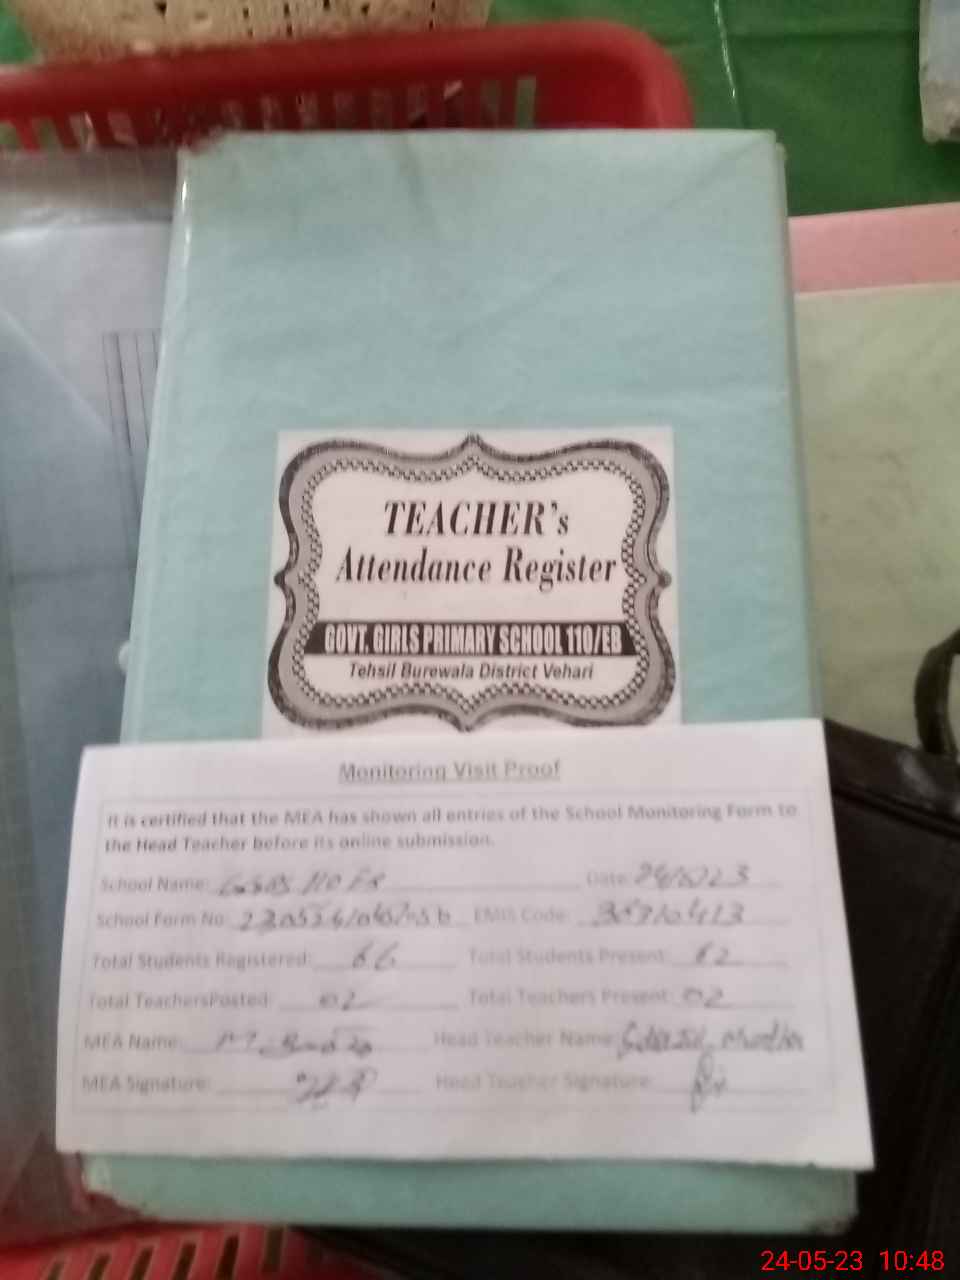 TEACHER's
Attendance Register
GOVT. GIRLS PRIMARY SCHOOL 110/EB
Tehsil Burewala District Vehari
Monitoring Visit Proof
It is certified that the MEA has shown all entries of the School Monitoring Form to
the Head Teacher before its online submission.
School Name: 110 EB Date:
School Form No: EMIS Code:
Total Students Registered: 66 Total Students Present: 62
Total TeachersPosted: 02 Total Teachers Present: 02
MEA Name: Head Teacher Name:
MEA Signature: Head Teacher Signature:
24-05-23 10:48